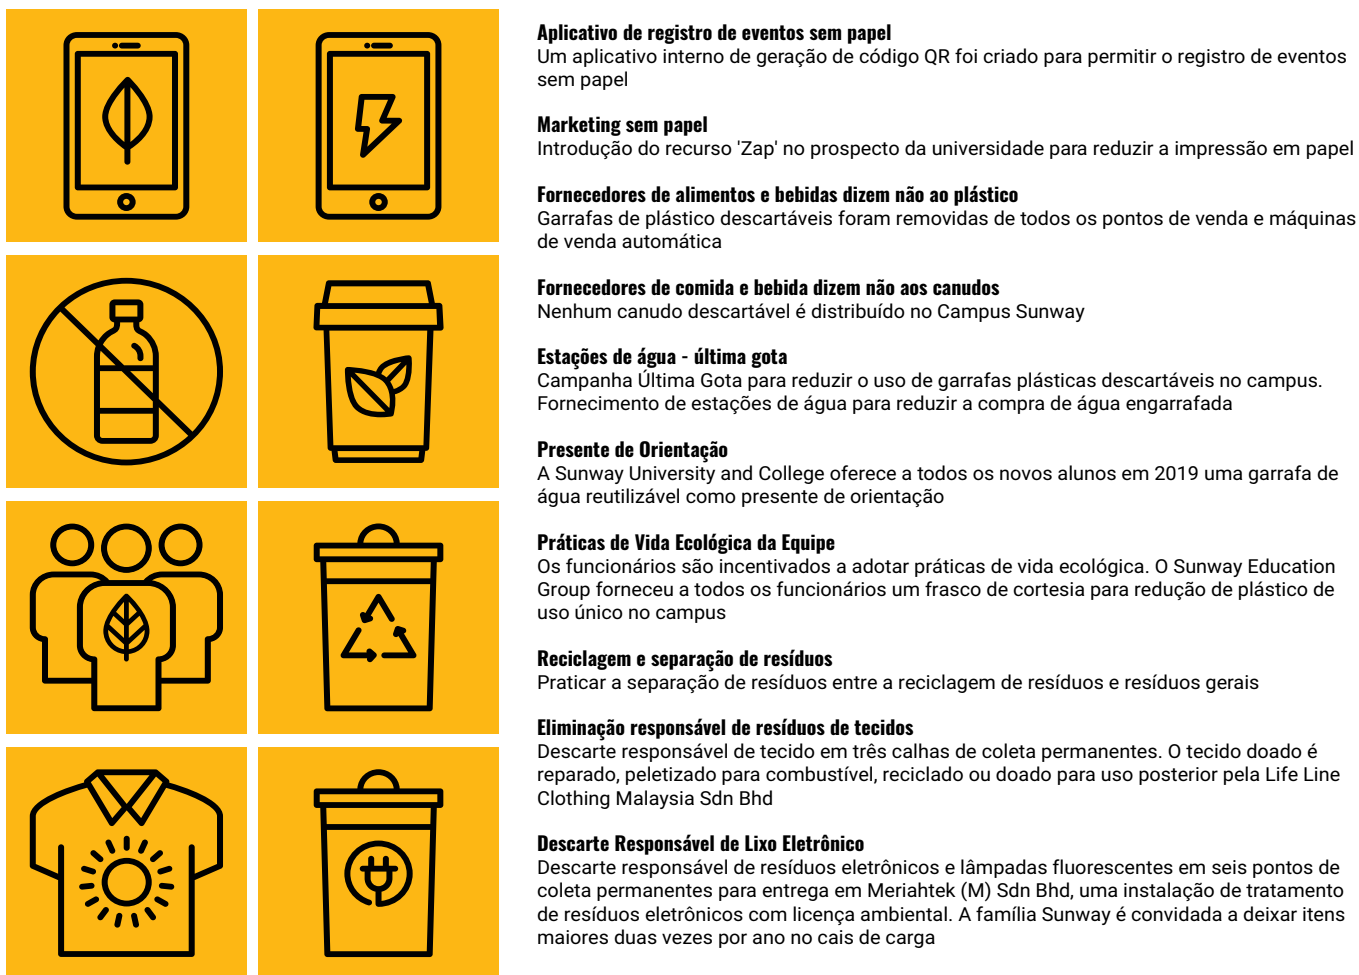 Aplicativo de registro de eventos sem papel
Um aplicativo interno de geração de código QR foi criado para permitir o registro de eventos
sem papel
Marketing sem papel
Introdução do recurso 'Zap' no prospecto da universidade para reduzir a impressão em papel
Fornecedores de alimentos e bebidas dizem não ao plástico
Garrafas de plástico descartáveis foram removidas de todos os pontos de venda e máquinas
de venda automática
Fornecedores de comida e bebida dizem não aos canudos
Nenhum canudo descartável é distribuído no Campus Sunway
Estações de água - última gota
Campanha Última Gota para reduzir o uso de garrafas plásticas descartáveis no campus.
Fornecimento de estações de água para reduzir a compra de água engarrafada
Presente de Orientação
A Sunway University and College oferece a todos os novos alunos em 2019 uma garrafa de
água reutilizável como presente de orientação
Práticas de Vida Ecológica da Equipe
Os funcionários são incentivados a adotar práticas de vida ecológica. O Sunway Education
Group forneceu a todos os funcionários um frasco de cortesia para redução de plástico de
uso único no campus
Reciclagem e separação de resíduos
Praticar a separação de resíduos entre a reciclagem de resíduos e resíduos gerais
Eliminação responsável de resíduos de tecidos
Descarte responsável de tecido em três calhas de coleta permanentes. O tecido doado é
reparado, peletizado para combustível, reciclado ou doado para uso posterior pela Life Line
Clothing Malaysia Sdn Bhd
Descarte Responsável de Lixo Eletrônico
Descarte responsável de resíduos eletrônicos e lâmpadas fluorescentes em seis pontos de
coleta permanentes para entrega em Meriahtek (M) Sdn Bhd, uma instalação de tratamento
de resíduos eletrônicos com licença ambiental. A família Sunway é convidada a deixar itens
maiores duas vezes por ano no cais de carga